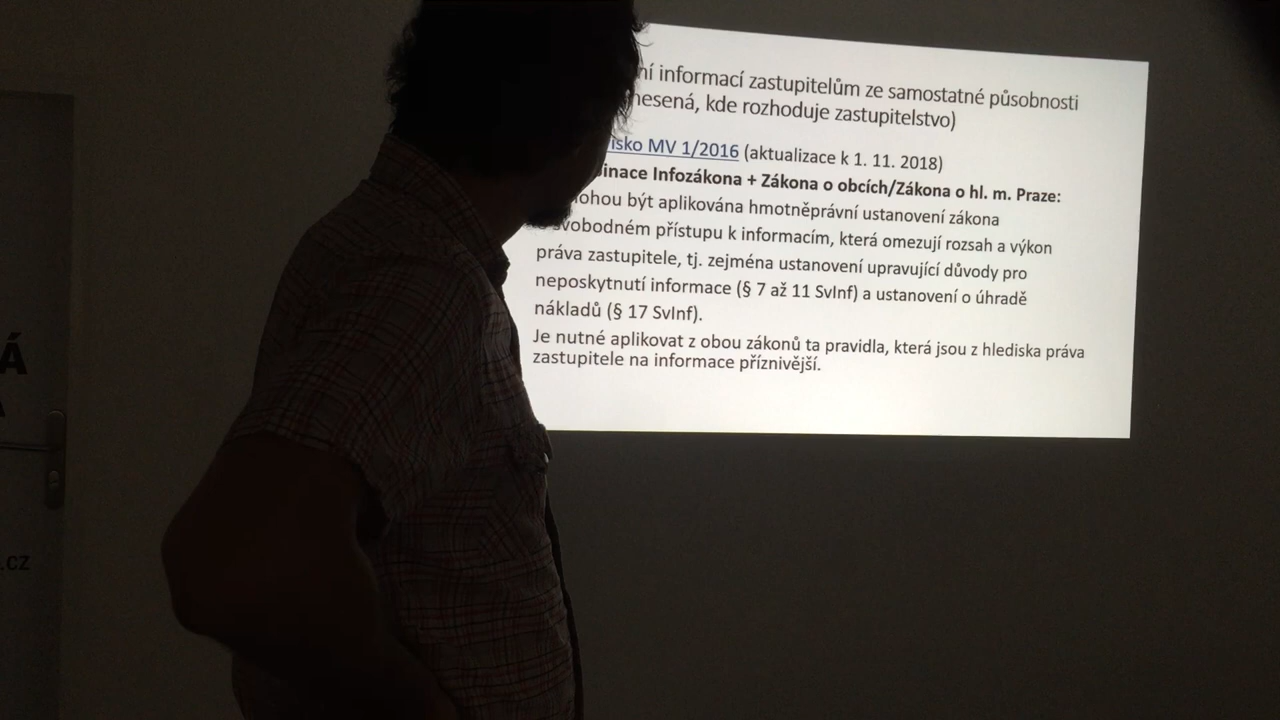 ní informací zastupitelům ze samostatné působnosti
nesená, kde rozhoduje zastupitelstvo)
isko MV 1/2016 (aktualizace k 1. 11. 2018)
inace Infozákona + Zákona o obcích/Zákona o hl. m. Praze:
ohou být aplikována hmotněprávní ustanovení zákona
svobodném přístupu k informacím, která omezují rozsah a výkon
práva zastupitele, tj. zejména ustanovení upravující důvody pro
neposkytnutí informace (§ 7 až 11 SvInf) a ustanovení o úhradě
nákladů (§ 17 SvInf).
Je nutné aplikovat z obou zákonů ta pravidla, která jsou z hlediska práva
zastupitele na informace příznivější.
Á
.cz